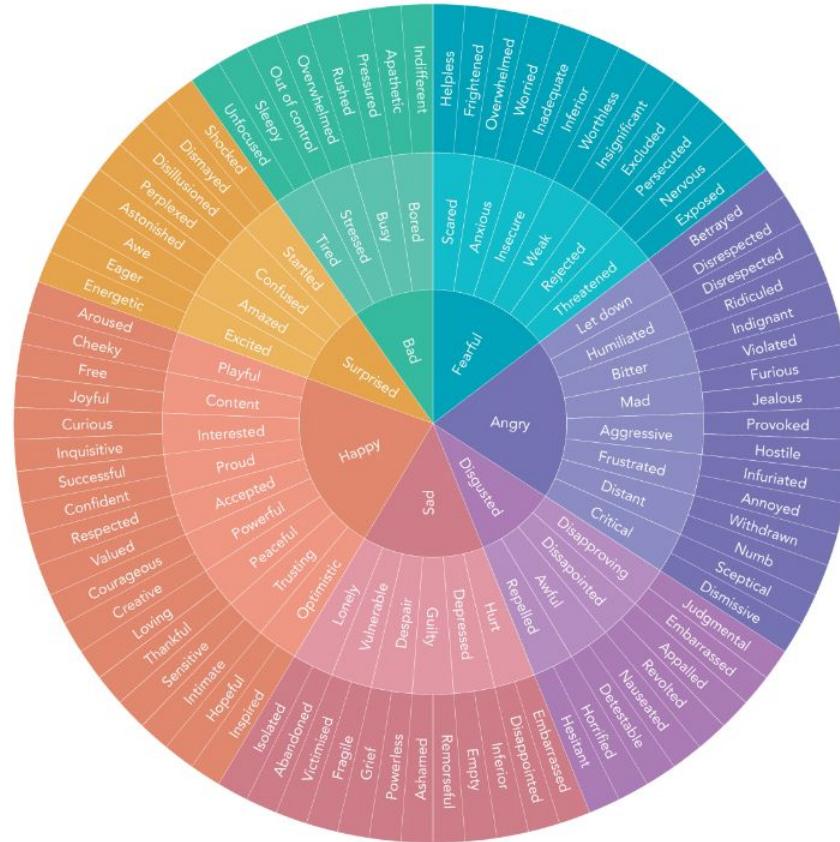 Fearful
Angry
Disgusted
Sad
Happy
Surprised
Bad
Scared
Anxious
Insecure
Weak
Rejected
Threatened
Let down
Humiliated
Bitter
Mad
Aggressive
Frustrated
Distant
Critical
Disapproving
Dissapointed
Awful
Repelled
Hurt
Depressed
Guilty
Despair
Vulnerable
Lonely
Optimistic
Trusting
Peaceful
Powerful
Accepted
Proud
Interested
Content
Playful
Excited
Amazed
Confused
Startled
Tired
Stressed
Busy
Bored
Helpless
Frightened
Overwhelmed
Worried
Inadequate
Inferior
Worthless
Insignificant
Excluded
Persecuted
Nervous
Exposed
Betrayed
Disrespected
Disrespected
Ridiculed
Indignant
Violated
Furious
Jealous
Provoked
Hostile
Infuriated
Annoyed
Withdrawn
Numb
Sceptical
Dismissive
Judgmental
Embarrassed
Appalled
Revolted
Nauseated
Detestable
Horrified
Hesitant
Embarrassed
Disappointed
Inferior
Empty
Remorseful
Ashamed
Powerless
Grief
Fragile
Victimised
Abandoned
Isolated
Inspired
Hopeful
Intimate
Sensitive
Thankful
Loving
Creative
Courageous
Valued
Respected
Confident
Successful
Inquisitive
Curious
Joyful
Free
Cheeky
Aroused
Energetic
Eager
Awe
Astonished
Perplexed
Disillusioned
Dismayed
Shocked
Unfocused
Sleepy
Out of control
Overwhelmed
Rushed
Pressured
Apathetic
Indifferent